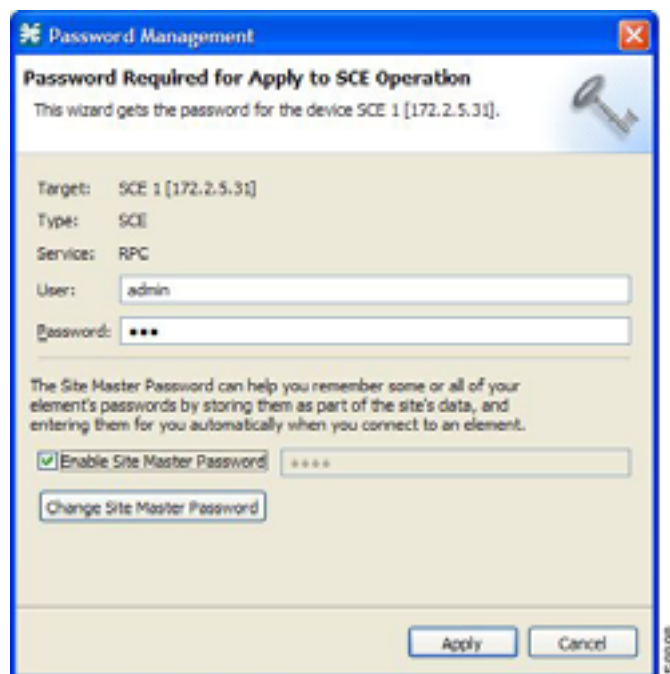 Password Management
Password Required for Apply to SCE Operation
This wizard gets the password for the device SCE 1 [172.2.5.31].
Target: SCE 1 [172.2.5.31]
Type: SCE
Service: RPC
User: admin
Password: •••
The Site Master Password can help you remember some or all of your
element's passwords by storing them as part of the site's data, and
entering them for you automatically when you connect to an element.
Enable Site Master Password ****
Change Site Master Password
Apply Cancel